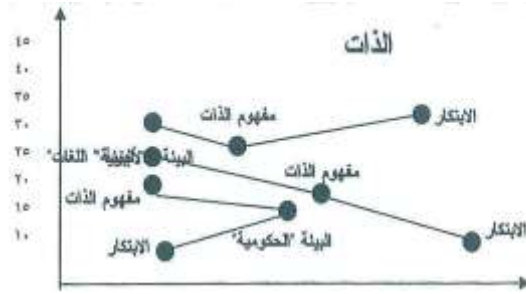 الذات
٤٥
٤٠
٣٥
٣٠
٢٥
٢٠
١٥
١٠
مفهوم الذات
الابتكار
البيئة "اللغات"
مفهوم الذات
مفهوم الذات
الابتكار
البيئة "الحكومية"
الابتكار